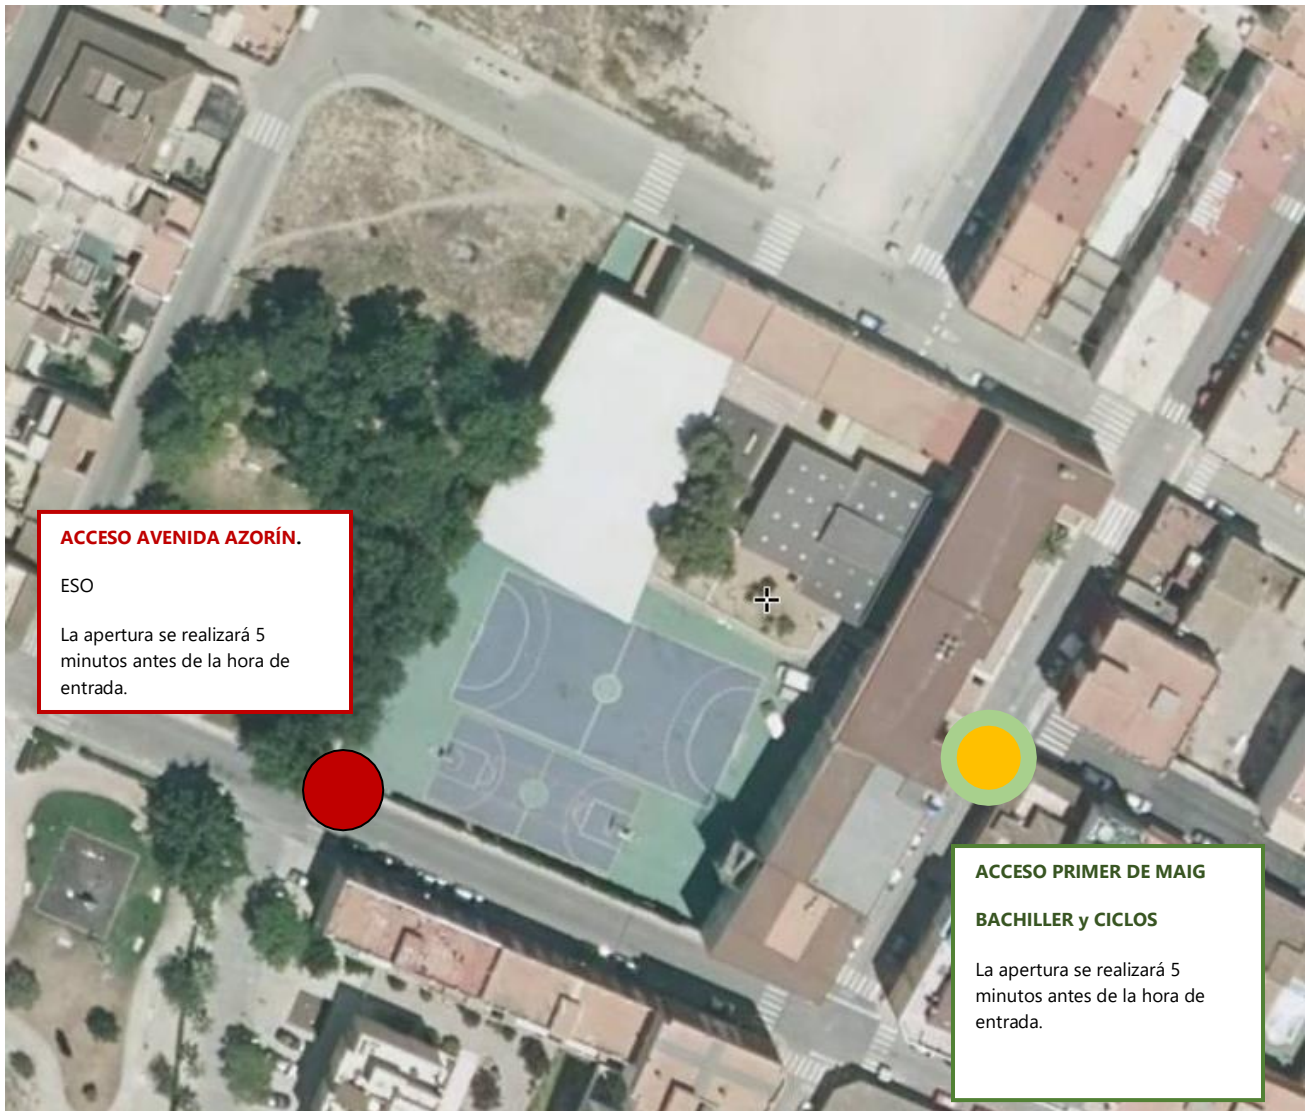 ACCESO AVENIDA AZORÍN.
ESO
La apertura se realizará 5
minutos antes de la hora de
entrada.
ACCESO PRIMER DE MAIG
BACHILLER y CICLOS
La apertura se realizará 5
minutos antes de la hora de
entrada.